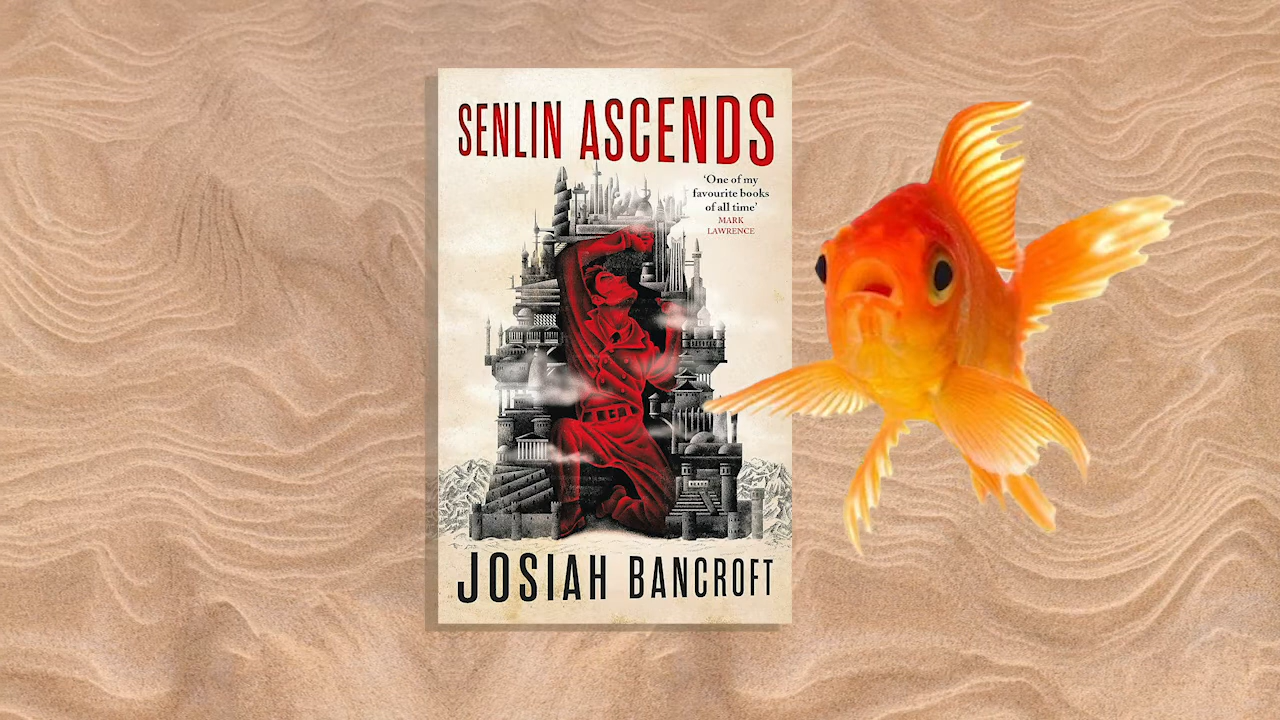 SENLIN ASCENDS
‘One of my
favourite books
of all time’
MARK
LAWRENCE
JOSIAH BANCROFT